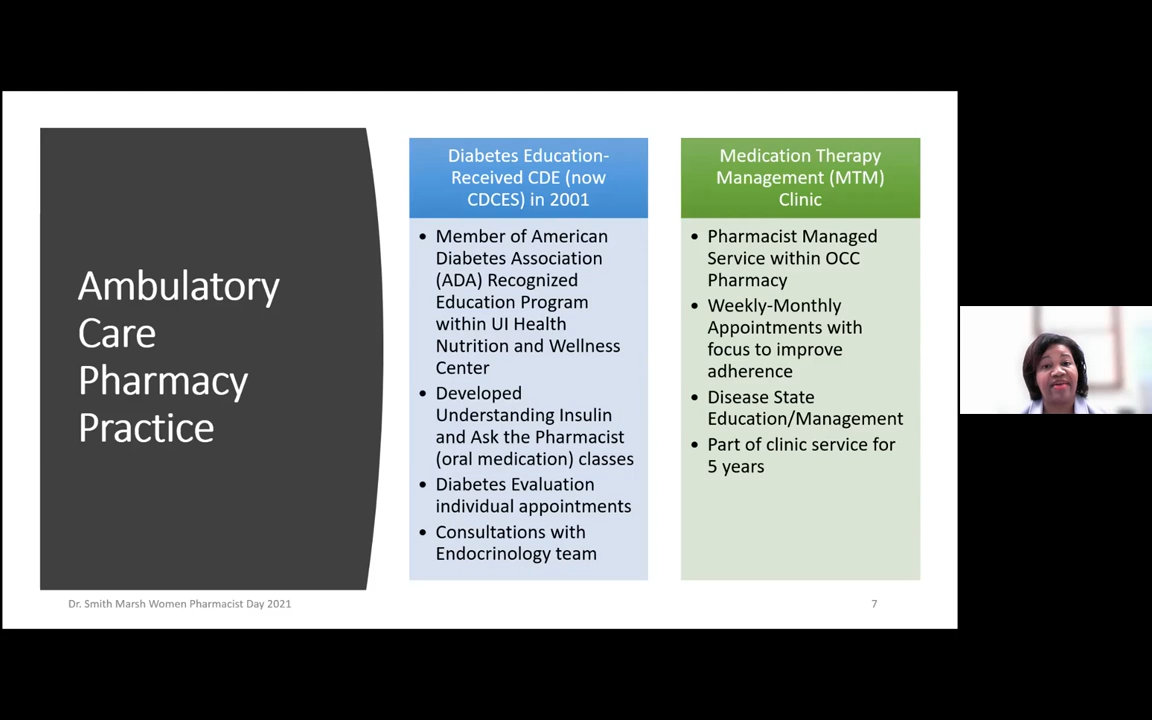 Ambulatory
Care
Pharmacy
Practice
Diabetes Education-
Received CDE (now
CDCES) in 2001
• Member of American
Diabetes Association
(ADA) Recognized
Education Program
within UI Health
Nutrition and Wellness
Center
• Developed
Understanding Insulin
and Ask the Pharmacist
(oral medication) classes
• Diabetes Evaluation
individual appointments
• Consultations with
Endocrinology team
Medication Therapy
Management (MTM)
Clinic
• Pharmacist Managed
Service within OCC
Pharmacy
• Weekly-Monthly
Appointments with
focus to improve
adherence
• Disease State
Education/Management
• Part of clinic service for
5 years
Dr. Smith Marsh Women Pharmacist Day 2021
7